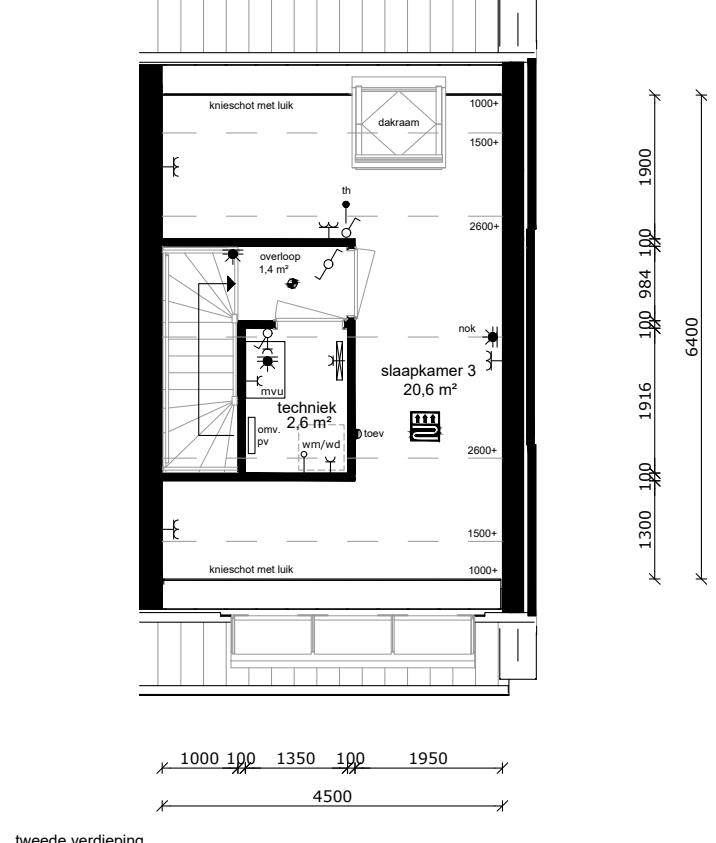 knieschot met luik
1000+
dakraam
1500+
th
2600+
overloop
1,4 m²
nok
slaapkamer 3
20,6 m²
mvu
techniek
2,6 m²
omv.
pv
toev
wm/wd
2600+
1500+
knieschot met luik
1000+
1900
100
984
100
1916
100
1300
6400
1000 100 1350 100 1950
4500
tweede verdieping